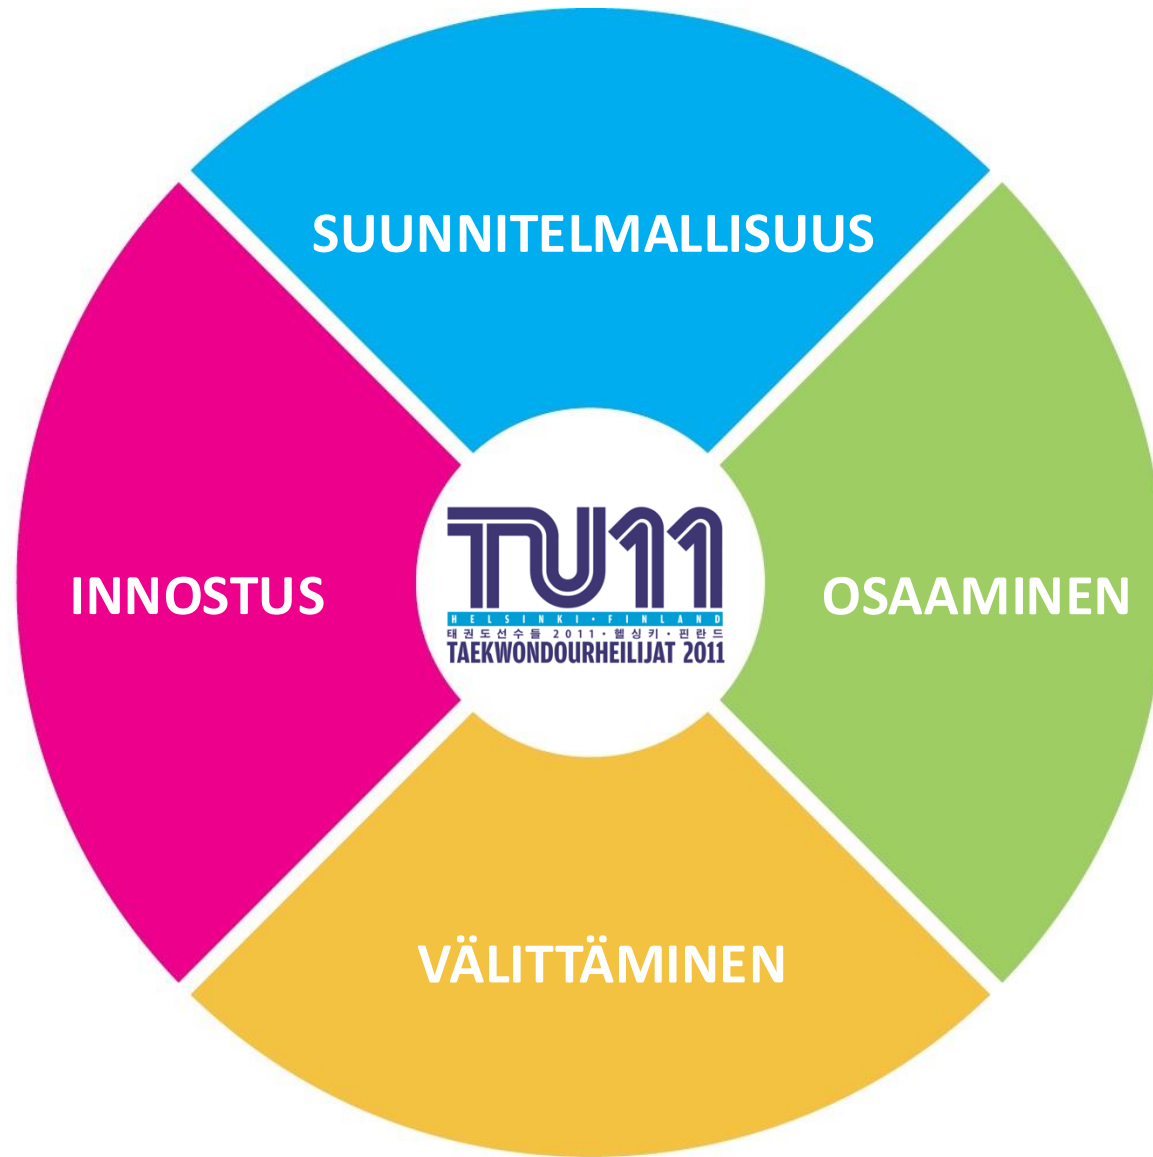 SUUNNITELMALLISUUS
INNOSTUS
TU11
HELSINKI・FINLAND
태권도선수들 2011・헬싱키・핀란드
TAEKWONDOURHEILIJAT 2011
OSAAMINEN
VÄLITTÄMINEN